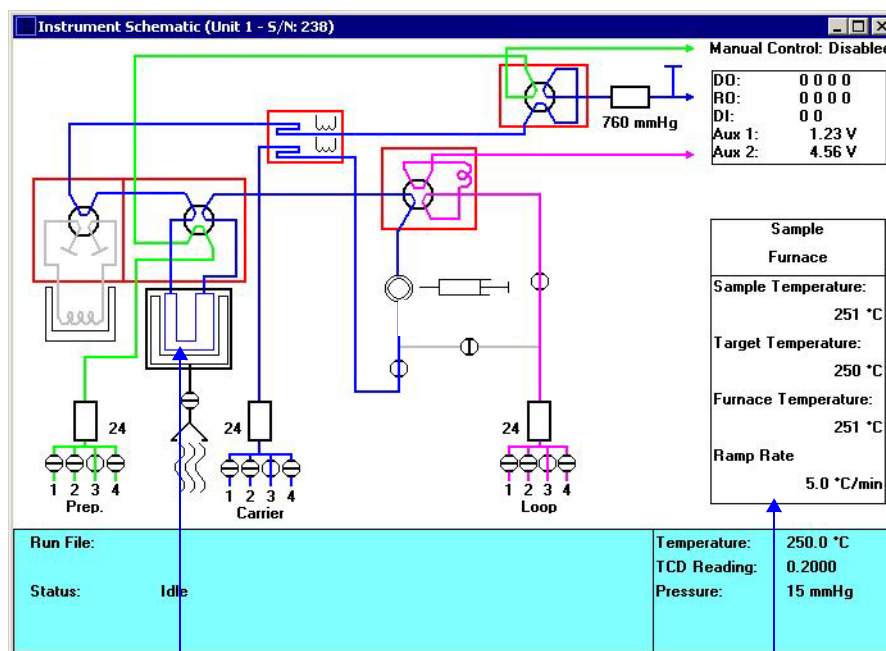 Instrument Schematic (Unit 1 - S/N: 238)
Manual Control: Disabled
DO: 0 0 0 0
RO: 0 0 0 0
DI: 0 0
Aux 1: 1.23 V
Aux 2: 4.56 V
760 mmHg
Sample
Furnace
Sample Temperature:
251 °C
Target Temperature:
250 °C
Furnace Temperature:
251 °C
Ramp Rate
5.0 °C/min
24
24
24
1 2 3 4
Prep.
1 2 3 4
Carrier
1 2 3 4
Loop
Run File:
Status: Idle
Temperature: 250.0 °C
TCD Reading: 0.2000
Pressure: 15 mmHg